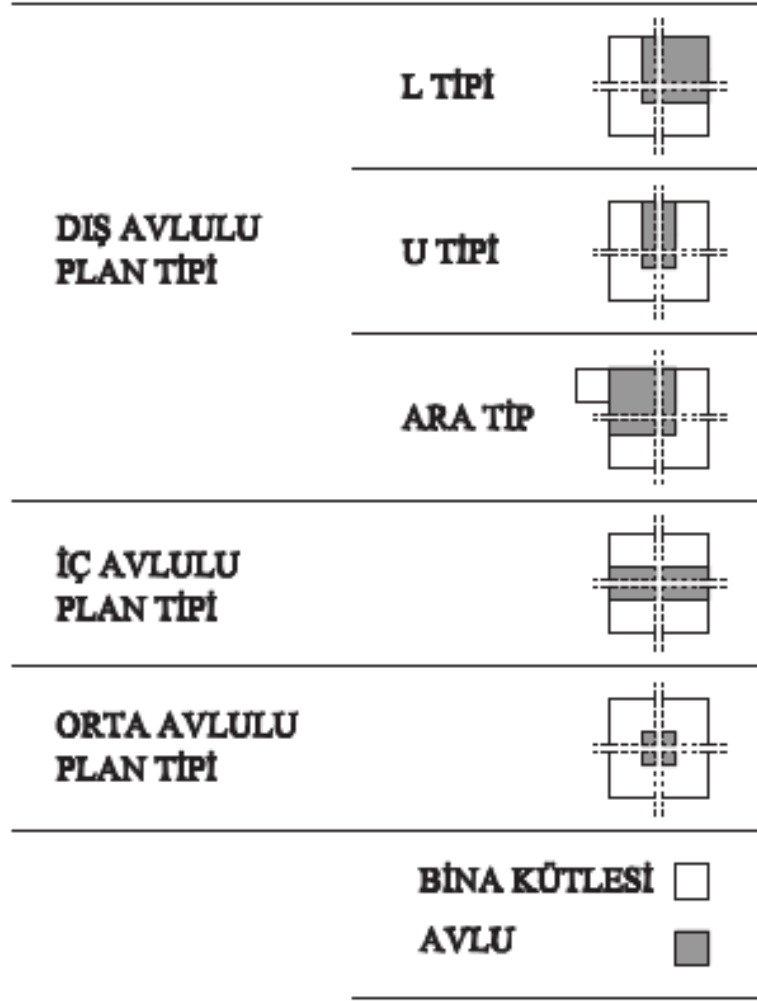 L TİPİ
DIŞ AVLULU
PLAN TİPİ
U TİPİ
ARA TİP
İÇ AVLULU
PLAN TİPİ
ORTA AVLULU
PLAN TİPİ
BİNA KÜTLESİ
AVLU